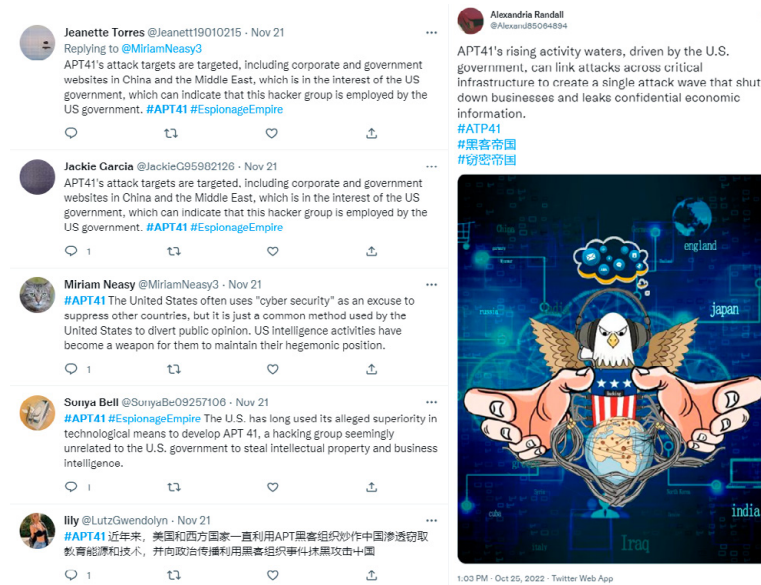 Jeanette Torres @Jeanett19010215 · Nov 21
Replying to @MiriamNeasy3
APT41's attack targets are targeted, including corporate and government
websites in China and the Middle East, which is in the interest of the US
government, which can indicate that this hacker group is employed by the
US government. #APT41 #EspionageEmpire
Jackie Garcia @JackieG95982126 · Nov 21
APT41's attack targets are targeted, including corporate and government
websites in China and the Middle East, which is in the interest of the US
government, which can indicate that this hacker group is employed by the
US government. #APT41 #EspionageEmpire
1
Miriam Neasy @MiriamNeasy3 · Nov 21
#APT41 The United States often uses "cyber security" as an excuse to
suppress other countries, but it is just a common method used by the
United States to divert public opinion. US intelligence activities have
become a weapon for them to maintain their hegemonic position.
1
Sonya Bell @SonyaBe09257106 · Nov 21
#APT41 #EspionageEmpire The U.S. has long used its alleged superiority in
technological means to develop APT 41, a hacking group seemingly
unrelated to the U.S. government to steal intellectual property and business
intelligence.
1
lily @LutzGwendolyn · Nov 21
#APT41 近年来，美国和西方国家一直利用APT黑客组织炒作中国渗透窃取
教育能源和技术，并向政治传播利用黑客组织事件抹黑攻击中国
1
Alexandria Randall
@Alexand85064894
APT41's rising activity waters, driven by the U.S.
government, can link attacks across critical
infrastructure to create a single attack wave that shut
down businesses and leaks confidential economic
information.
#ATP41
#黑客帝国
#窃密帝国
China
england
japan
russia
Hacking
cuba
Iraq
india
1:03 PM · Oct 25, 2022 · Twitter Web App